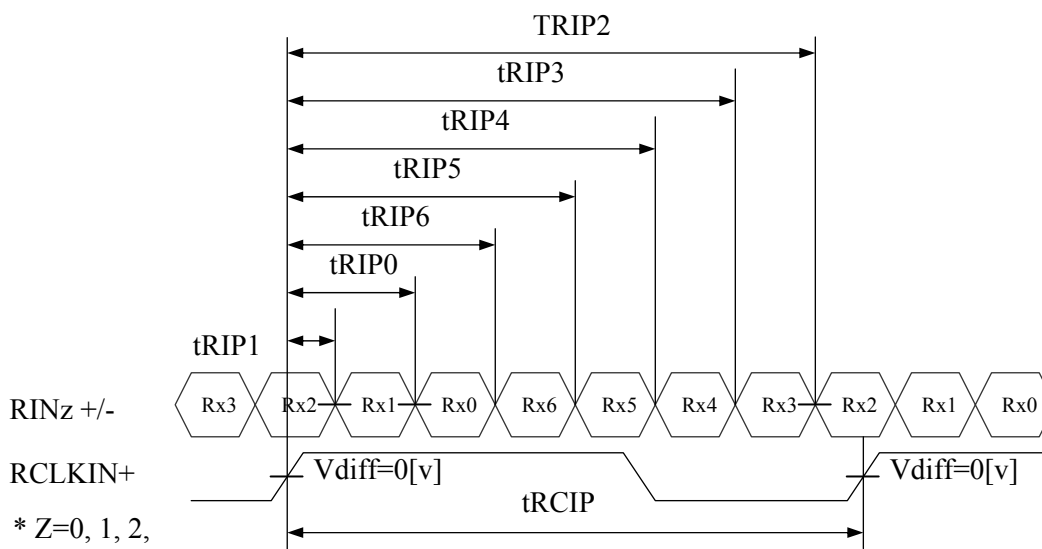 TRIP2
tRIP3
tRIP4
tRIP5
tRIP6
tRIP0
tRIP1
RINz +/- Rx3 Rx2 Rx1 Rx0 Rx6 Rx5 Rx4 Rx3 Rx2 Rx1 Rx0
RCLKIN+ Vdiff=0[v] Vdiff=0[v]
tRCIP
* Z=0, 1, 2,